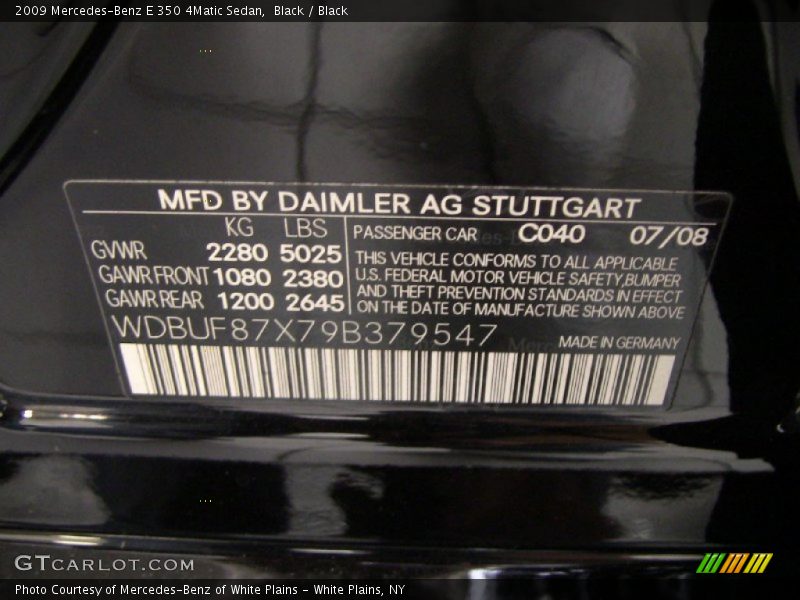 2009 Mercedes-Benz E 350 4Matic Sedan, Black / Black
MFD BY DAIMLER AG STUTTGART
KG LBS
GVWR 2280 5025
GAWR FRONT 1080 2380
GAWR REAR 1200 2645
PASSENGER CAR C040 07/08
THIS VEHICLE CONFORMS TO ALL APPLICABLE
U.S. FEDERAL MOTOR VEHICLE SAFETY, BUMPER
AND THEFT PREVENTION STANDARDS IN EFFECT
ON THE DATE OF MANUFACTURE SHOWN ABOVE
WDBUF87X79B379547
MADE IN GERMANY
GTCARLOT.COM
Photo Courtesy of Mercedes-Benz of White Plains - White Plains, NY